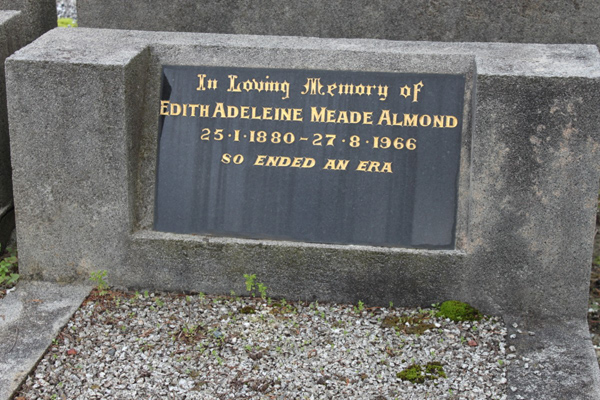 In Loving Memory of
EDITH ADELEINE MEADE ALMOND
25·1·1880 - 27·8·1966
SO ENDED AN ERA